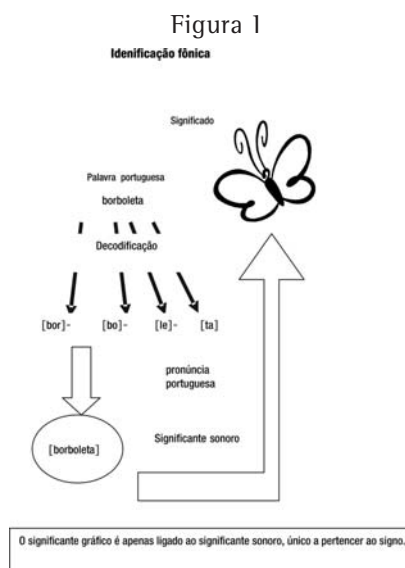 Figura 1
Idenificação fônica
Significado
Palavra portuguesa
borboleta
Decodificação
[bor]- [bo]- [le]- [ta]
pronúncia
portuguesa
Significante sonoro
[borboleta]
O significante gráfico é apenas ligado ao significante sonoro, único a pertencer ao signo.